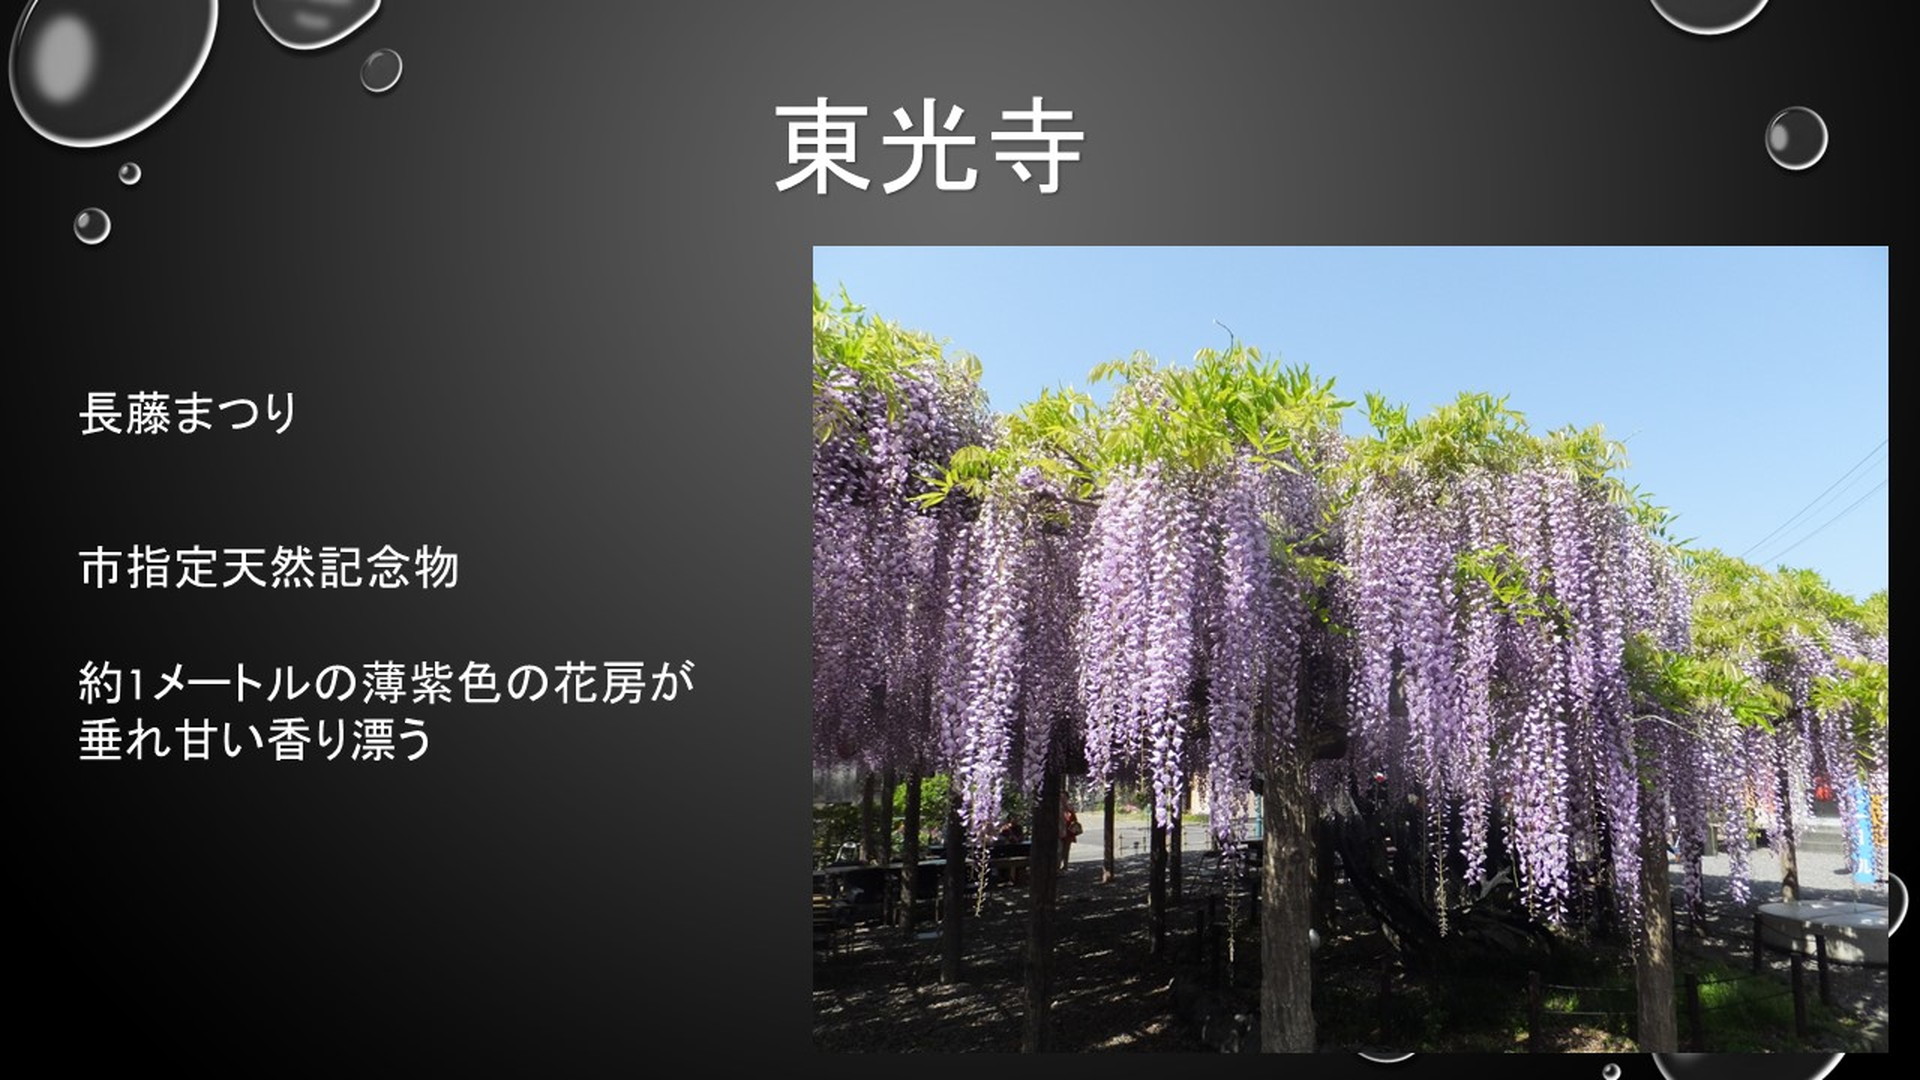 東光寺
長藤まつり
市指定天然記念物
約1メートルの薄紫色の花房が
垂れ甘い香り漂う